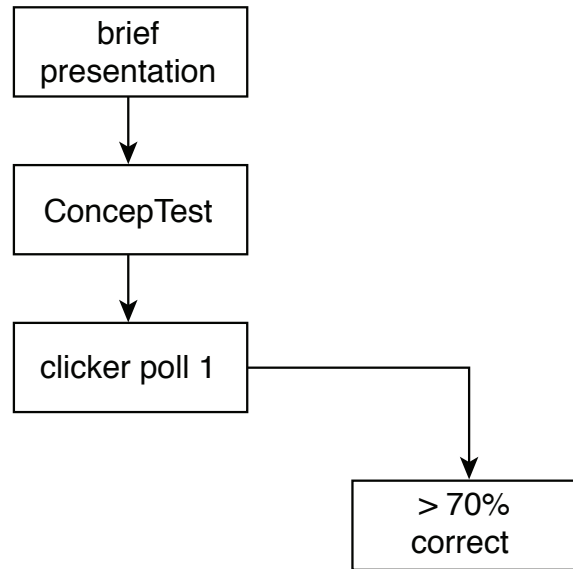 brief
presentation
ConcepTest
clicker poll 1
> 70%
correct